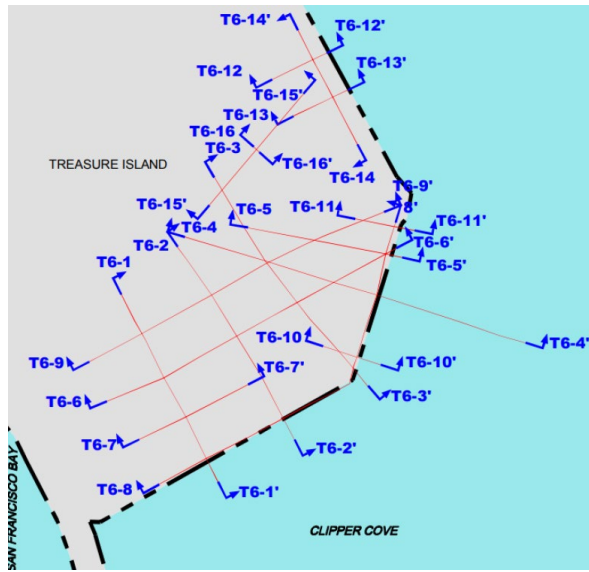 T6-14'
T6-12'
T6-12
T6-13'
T6-15'
T6-13
T6-16
T6-3
TREASURE ISLAND
T6-16'
T6-14
T6-9'
8'
T6-15'
T6-5
T6-11
T6-4
T6-11'
T6-2
T6-6'
T6-5'
T6-1
T6-10
T6-4'
T6-9
T6-7'
T6-10'
T6-6
T6-3'
T6-7
T6-2'
T6-8
T6-1'
SAN FRANCISCO BAY
CLIPPER COVE